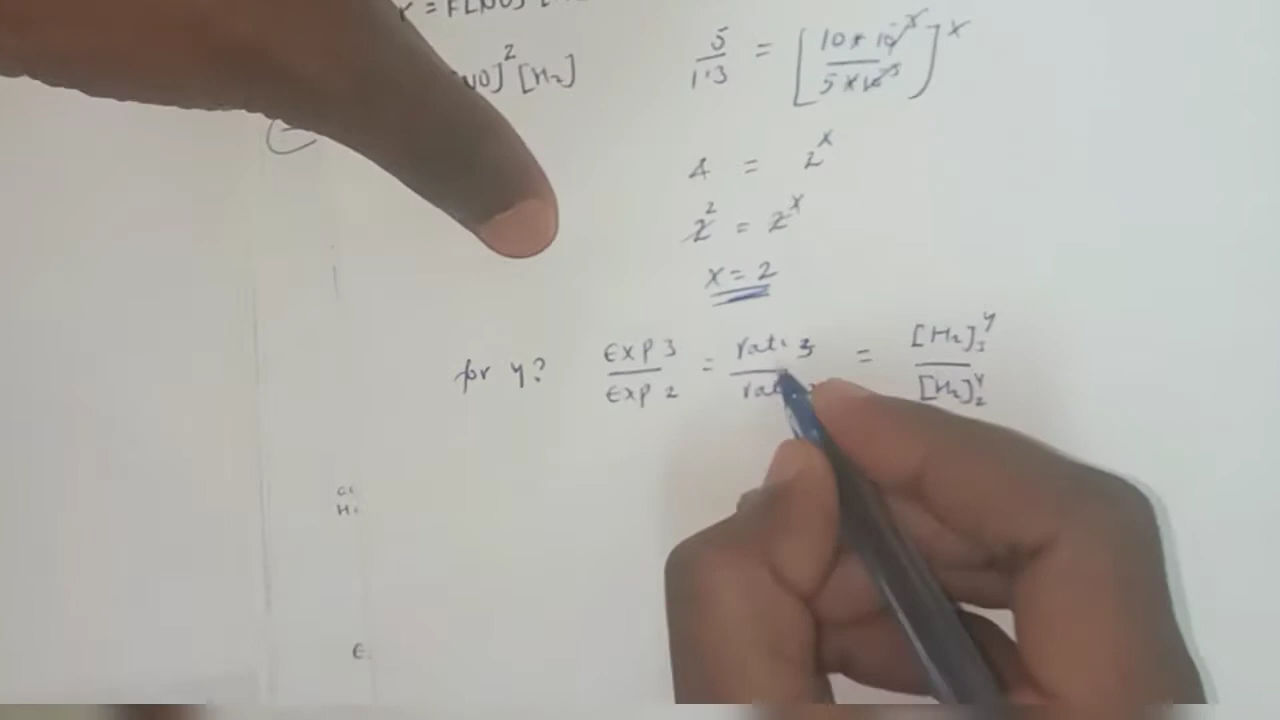 r = F[NO]
NO]² [H₂]
5/1.3 = [10 * 10⁻³ / 5 * 10⁻³]ˣ
4 = 2ˣ
2² = 2ˣ
x = 2
for y? Exp 3 / Exp 2 = rate 3 / rate = [H₂]₃ʸ / [H₂]₂ʸ